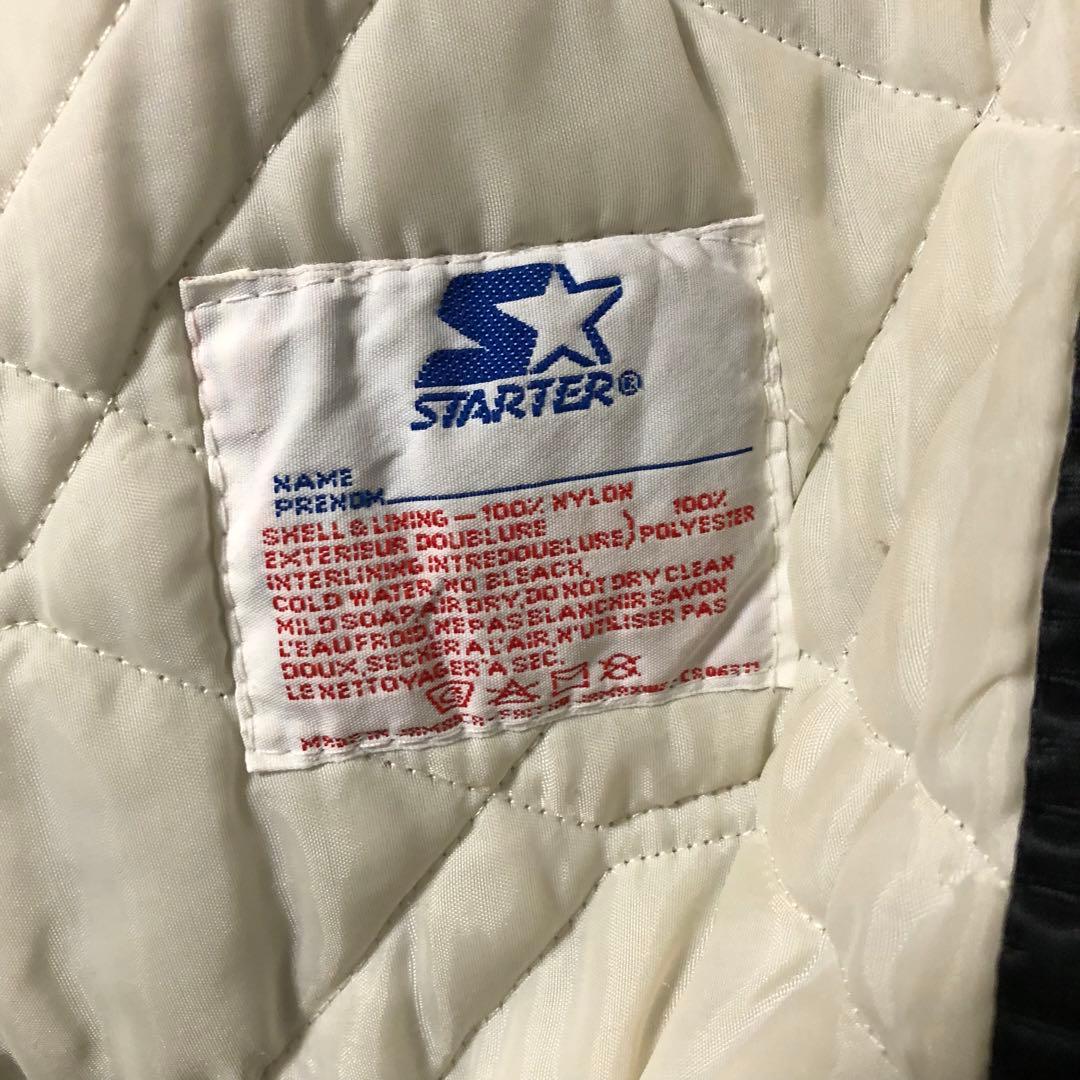 STARTER®
NAME
PRENOM
SHELL & LINING - 100% NYLON
EXTERIEUR DOUBLURE 100%
INTERLINING INTREDOUBLURE) POLYESTER
COLD WATER, NO BLEACH,
MILD SOAP, AIR DRY, DO NOT DRY CLEAN
L'EAU FROID, NE PAS BLANCHIR SAVON
DOUX, SECHER A L'AIR, N'UTILISER PAS
LE NETTOYAGER A SEC.
MADE IN